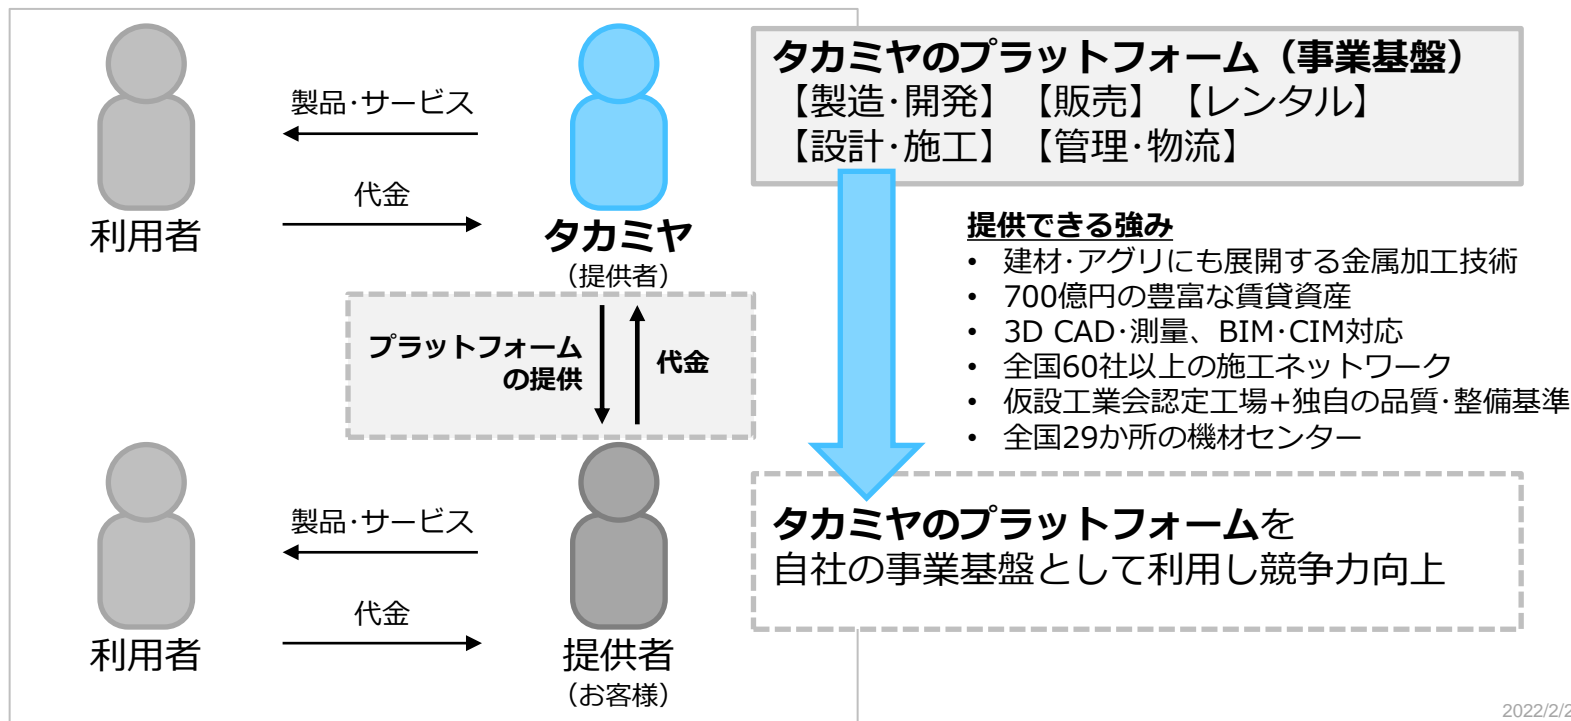 製品･サービス
代金
利用者
タカミヤ
（提供者）
プラットフォーム
の提供
代金
製品･サービス
代金
利用者
提供者
（お客様）
タカミヤのプラットフォーム（事業基盤）
【製造･開発】【販売】【レンタル】
【設計･施工】【管理･物流】
提供できる強み
• 建材･アグリにも展開する金属加工技術
• 700億円の豊富な賃貸資産
• 3D CAD･測量、BIM･CIM対応
• 全国60社以上の施工ネットワーク
• 仮設工業会認定工場+独自の品質･整備基準
• 全国29か所の機材センター
タカミヤのプラットフォームを
自社の事業基盤として利用し競争力向上
2022/2/2